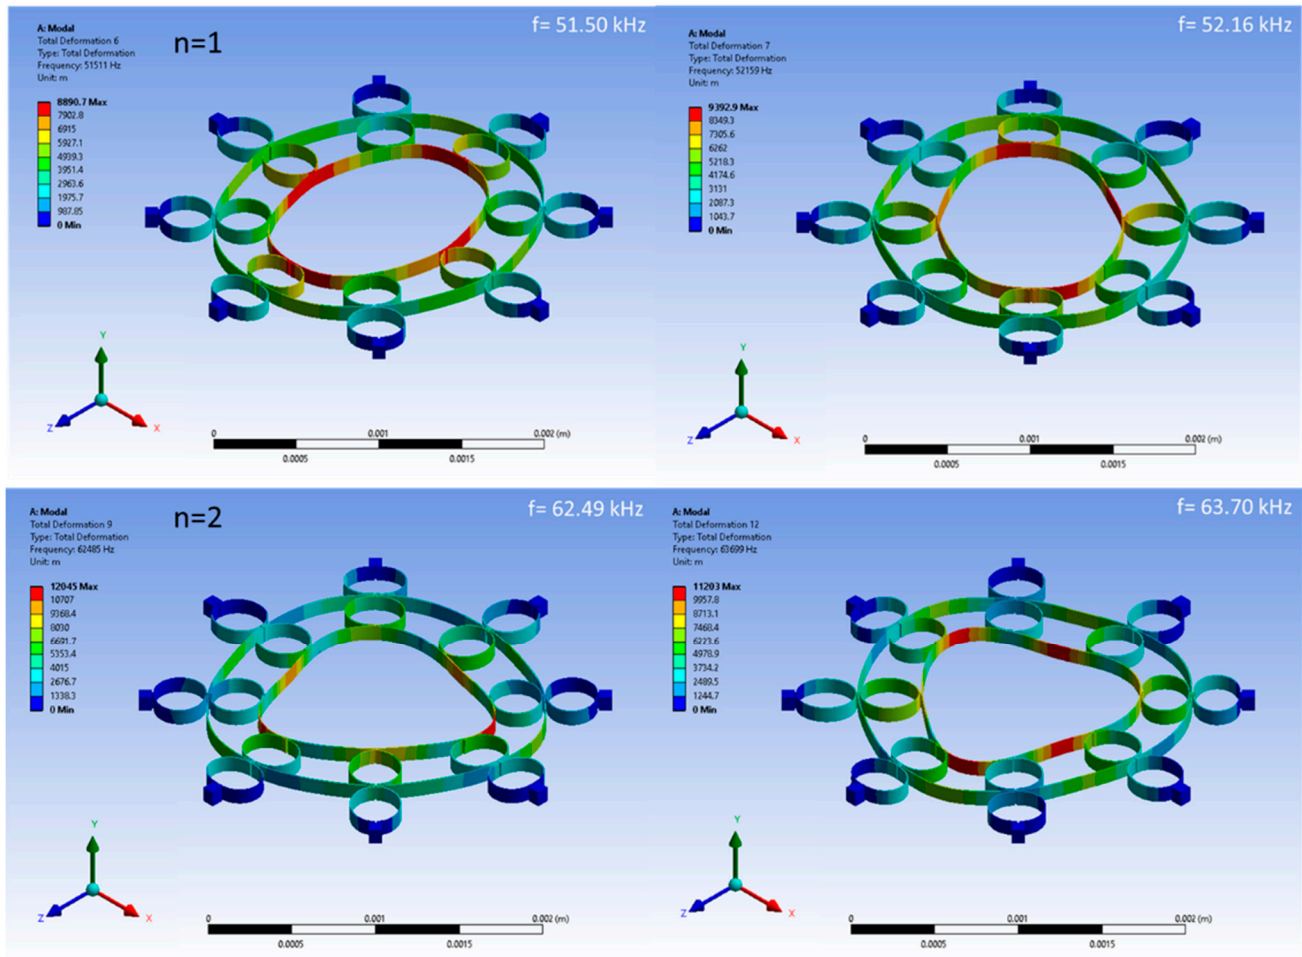 A: Modal
Total Deformation 6
Type: Total Deformation
Frequency: 51511 Hz
Unit: m
n=1
f= 51.50 kHz
8890.7 Max
7902.8
6915
5927.1
4939.3
3951.4
2963.6
1975.7
987.85
0 Min
Y
Z
X
0
0.001
0.002 (m)
0.0005
0.0015
A: Modal
Total Deformation 7
Type: Total Deformation
Frequency: 52159 Hz
Unit: m
f= 52.16 kHz
9392.9 Max
8349.3
7305.6
6262
5218.3
4174.6
3131
2087.3
1043.7
0 Min
Y
Z
X
0
0.001
0.002 (m)
0.0005
0.0015
A: Modal
Total Deformation 9
Type: Total Deformation
Frequency: 62485 Hz
Unit: m
n=2
f= 62.49 kHz
12045 Max
10707
9368.4
8030
6691.7
5353.4
4015
2676.7
1338.3
0 Min
Y
Z
X
0
0.001
0.002 (m)
0.0005
0.0015
A: Modal
Total Deformation 12
Type: Total Deformation
Frequency: 63699 Hz
Unit: m
f= 63.70 kHz
11203 Max
9957.8
8713.1
7468.4
6223.6
4978.9
3734.2
2489.5
1244.7
0 Min
Y
Z
X
0
0.001
0.002 (m)
0.0005
0.0015